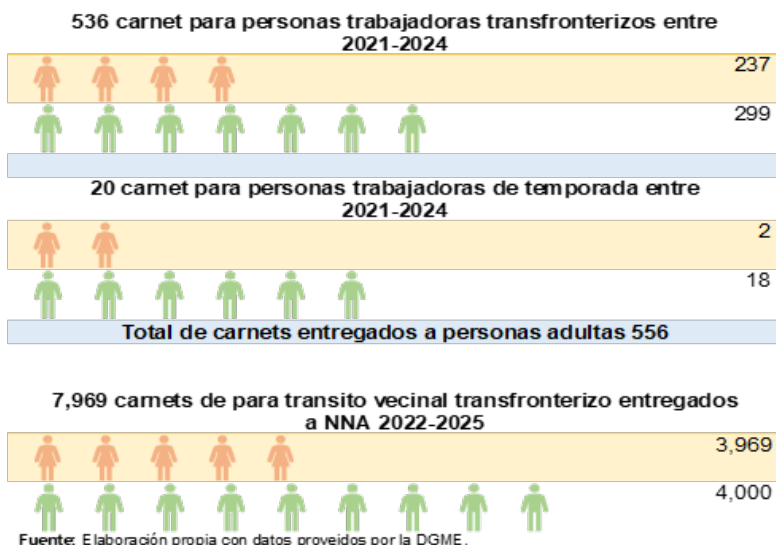 536 carnet para personas trabajadoras transfronterizos entre
2021-2024
237
299
20 carnet para personas trabajadoras de temporada entre
2021-2024
2
18
Total de carnets entregados a personas adultas 556
7,969 carnets de para transito vecinal transfronterizo entregados
a NNA 2022-2025
3,969
4,000
Fuente: Elaboración propia con datos proveidos por la DGME.